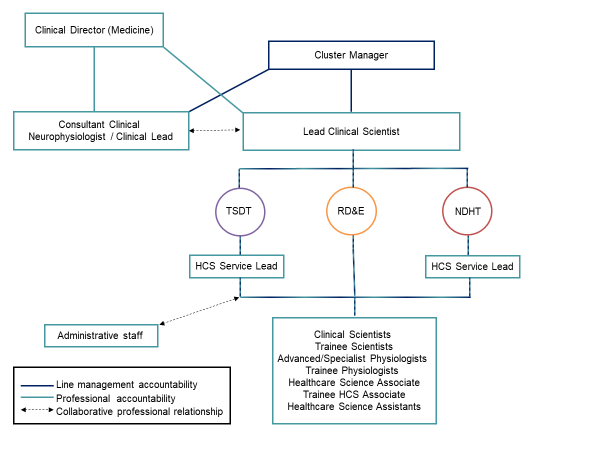 Clinical Director (Medicine)
Cluster Manager
Consultant Clinical
Neurophysiologist / Clinical Lead
Lead Clinical Scientist
TSDT
RD&E
NDHT
HCS Service Lead
HCS Service Lead
Administrative staff
Clinical Scientists
Trainee Scientists
Advanced/Specialist Physiologists
Trainee Physiologists
Healthcare Science Associate
Trainee HCS Associate
Healthcare Science Assistants
Line management accountability
Professional accountability
Collaborative professional relationship